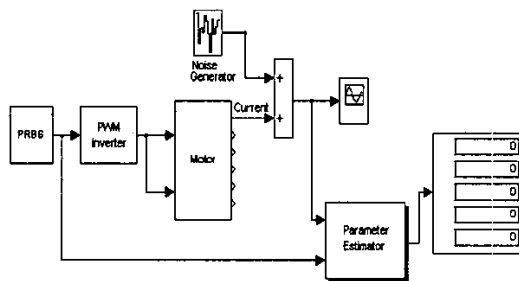 Noise
Generator
Current
+
+
PRBS
PWM
Inverter
Motor
Parameter
Estimator
0
0
0
0
0